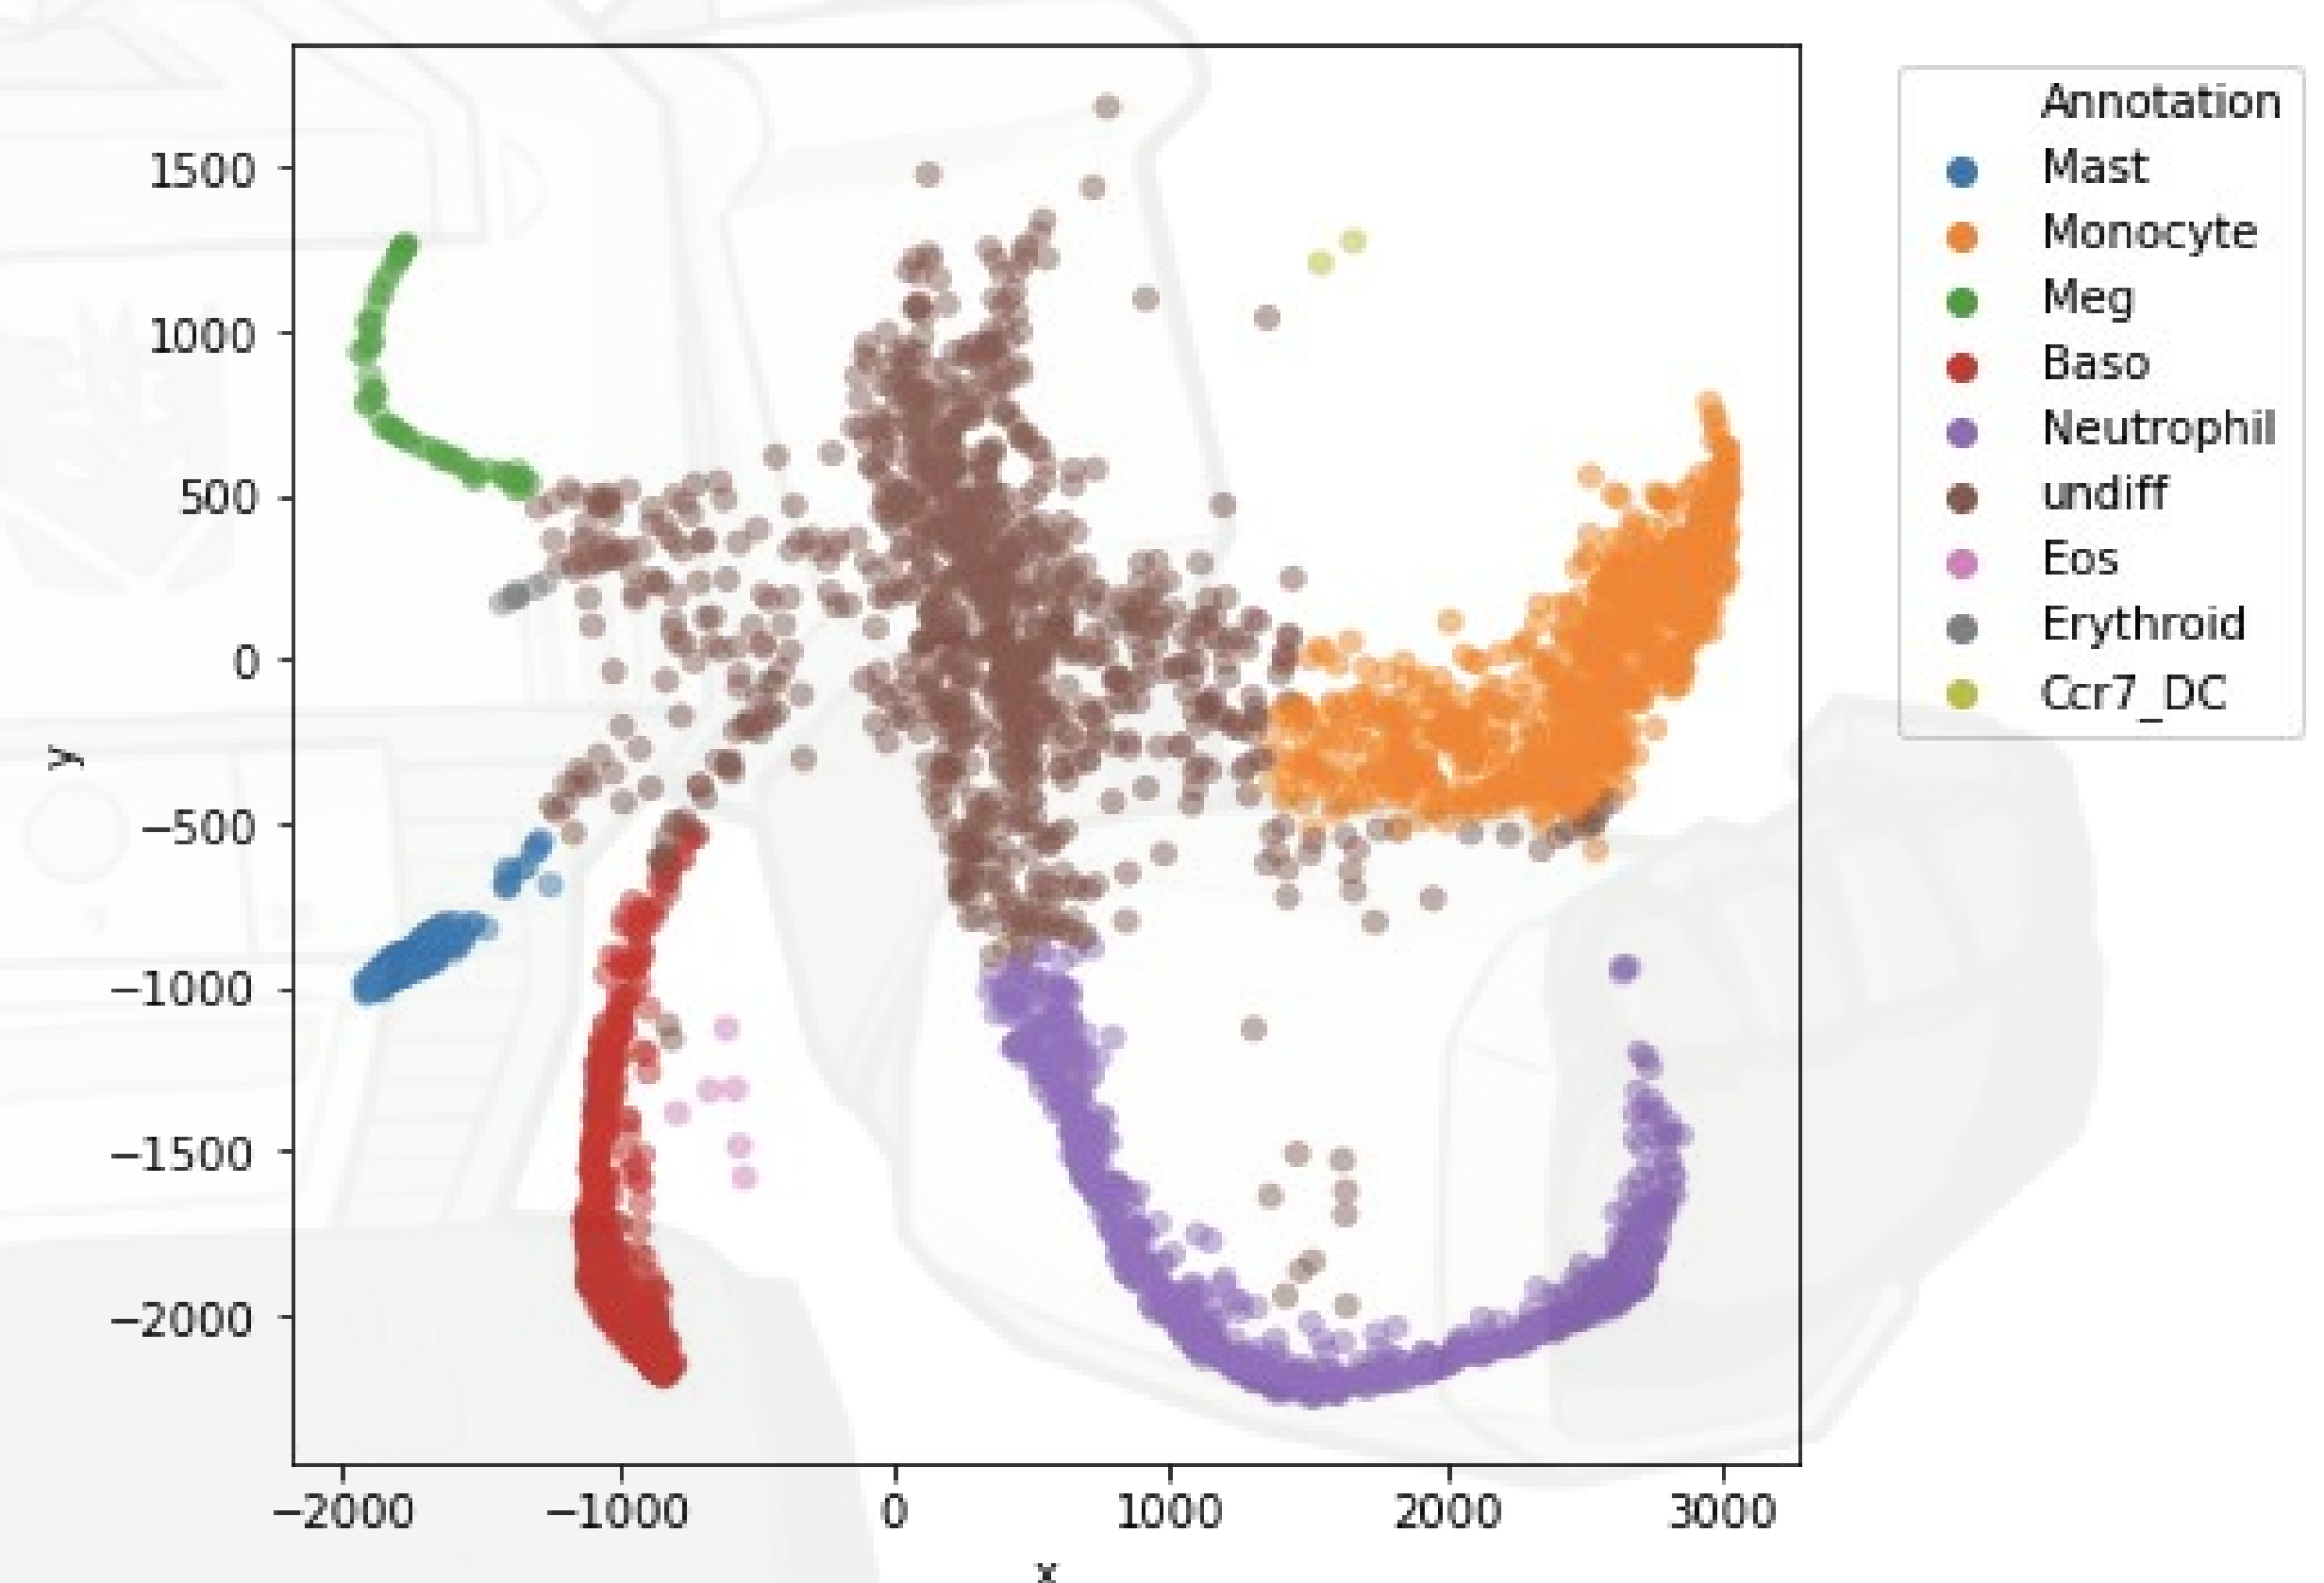 1500
1000
500
0
−500
−1000
−1500
−2000
y
−2000 −1000 0 1000 2000 3000
x
Annotation
Mast
Monocyte
Meg
Baso
Neutrophil
undiff
Eos
Erythroid
Ccr7_DC